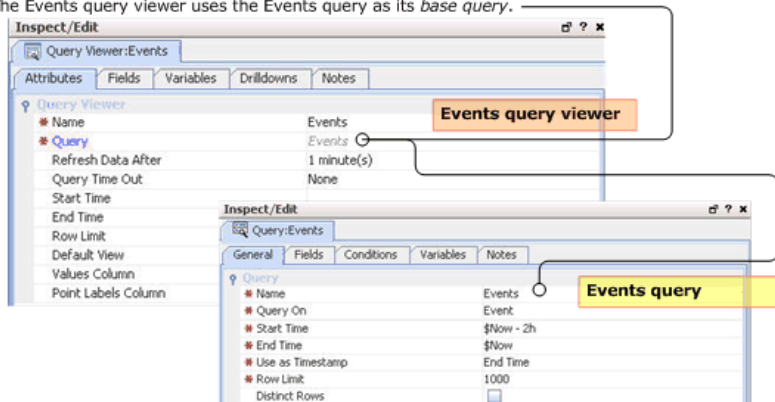 he Events query viewer uses the Events query as its base query.
Inspect/Edit
Query Viewer:Events
Attributes Fields Variables Drilldowns Notes
Query Viewer
Name Events
Events query viewer
Query Events
Refresh Data After 1 minute(s)
Query Time Out None
Start Time
End Time
Row Limit
Default View
Values Column
Point Labels Column
Inspect/Edit
Query:Events
General Fields Conditions Variables Notes
Query
Name Events
Events query
Query On Event
Start Time $Now - 2h
End Time $Now
Use as Timestamp End Time
Row Limit 1000
Distinct Rows